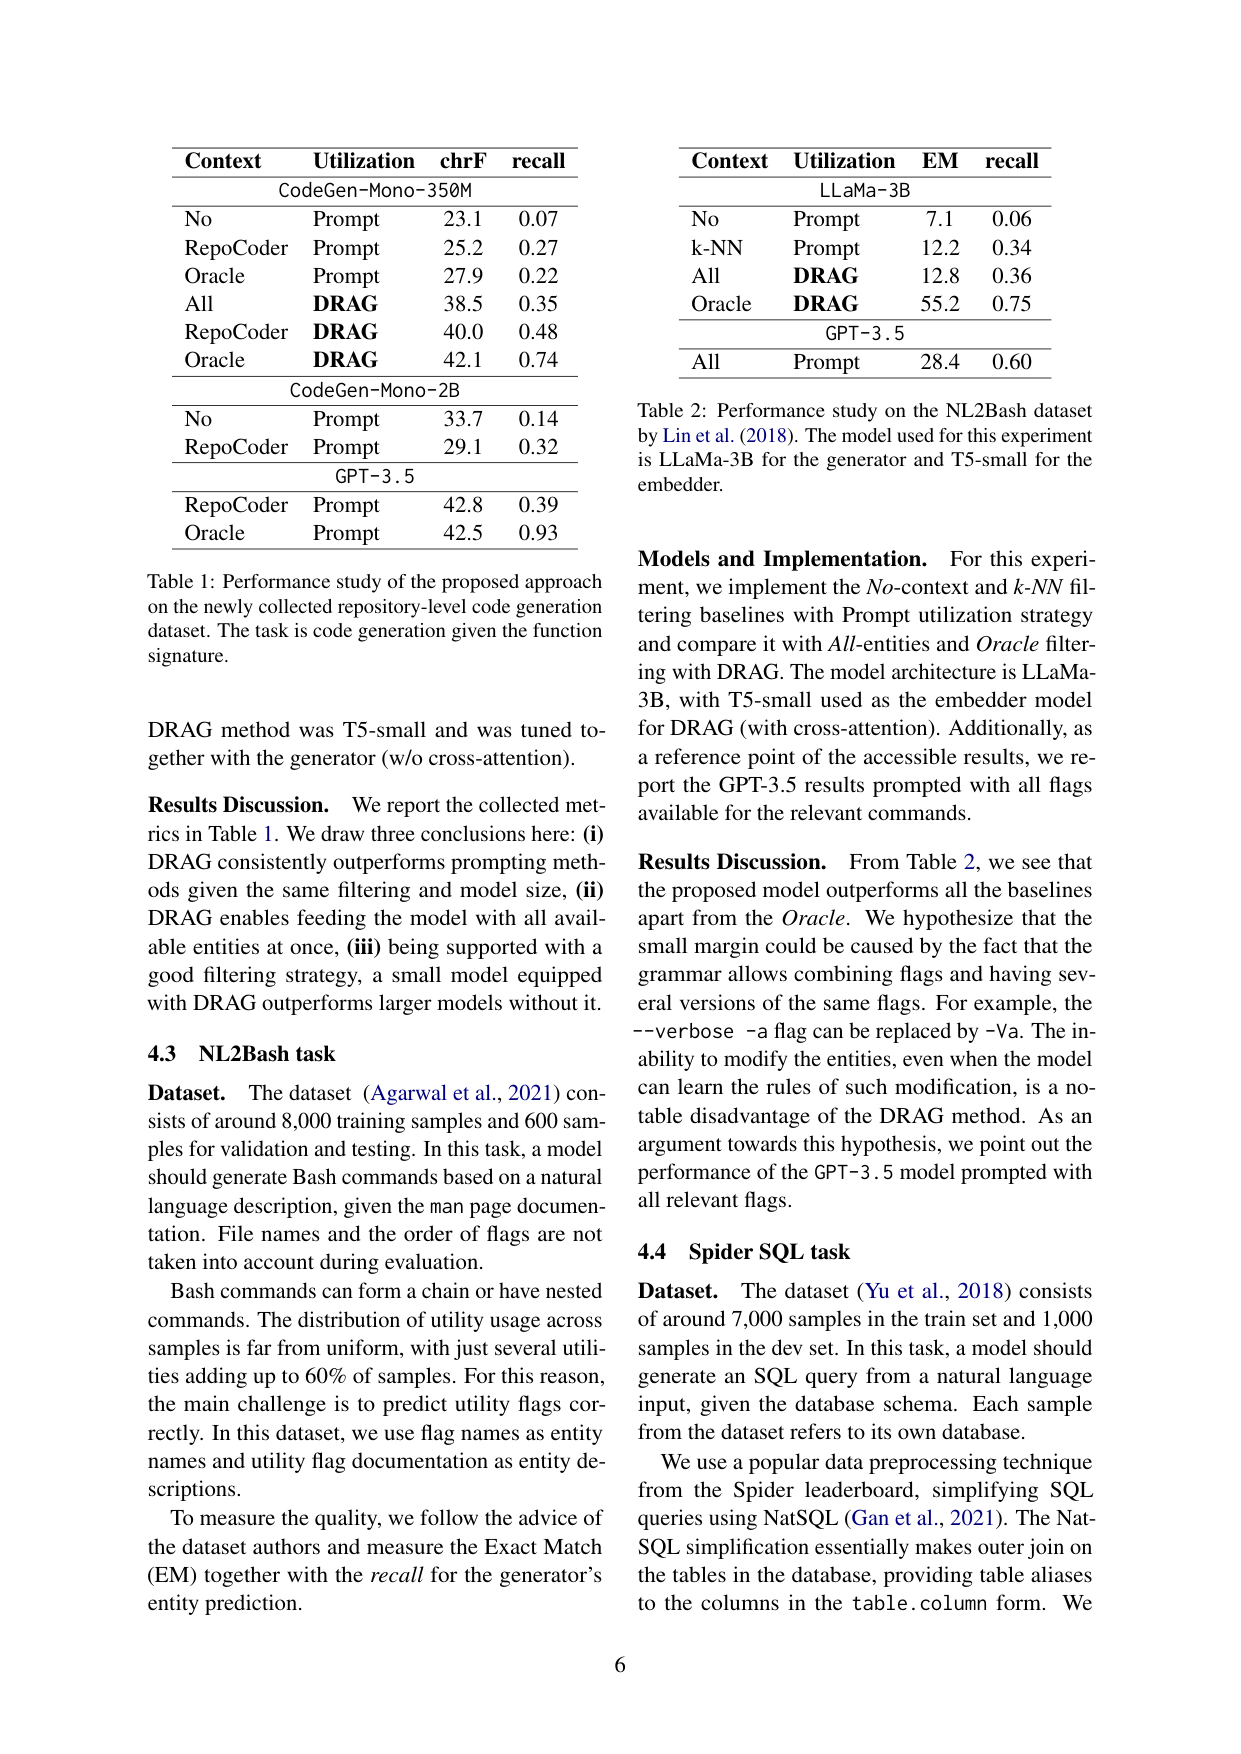 Context Utilization chrF recall
CodeGen-Mono-350M
No Prompt 23.1 0.07
RepoCoder Prompt 25.2 0.27
Oracle Prompt 27.9 0.22
All DRAG 38.5 0.35
RepoCoder DRAG 40.0 0.48
Oracle DRAG 42.1 0.74
CodeGen-Mono-2B
No Prompt 33.7 0.14
RepoCoder Prompt 29.1 0.32
GPT-3.5
RepoCoder Prompt 42.8 0.39
Oracle Prompt 42.5 0.93
Table 1: Performance study of the proposed approach
on the newly collected repository-level code generation
dataset. The task is code generation given the function
signature.
DRAG method was T5-small and was tuned to-
gether with the generator (w/o cross-attention).
Results Discussion. We report the collected met-
rics in Table 1. We draw three conclusions here: (i)
DRAG consistently outperforms prompting meth-
ods given the same filtering and model size, (ii)
DRAG enables feeding the model with all avail-
able entities at once, (iii) being supported with a
good filtering strategy, a small model equipped
with DRAG outperforms larger models without it.
4.3 NL2Bash task
Dataset. The dataset (Agarwal et al., 2021) con-
sists of around 8,000 training samples and 600 sam-
ples for validation and testing. In this task, a model
should generate Bash commands based on a natural
language description, given the man page documen-
tation. File names and the order of flags are not
taken into account during evaluation.
Bash commands can form a chain or have nested
commands. The distribution of utility usage across
samples is far from uniform, with just several utili-
ties adding up to 60% of samples. For this reason,
the main challenge is to predict utility flags cor-
rectly. In this dataset, we use flag names as entity
names and utility flag documentation as entity de-
scriptions.
To measure the quality, we follow the advice of
the dataset authors and measure the Exact Match
(EM) together with the recall for the generator's
entity prediction.
Context Utilization EM recall
LLaMa-3B
No Prompt 7.1 0.06
k-NN Prompt 12.2 0.34
All DRAG 12.8 0.36
Oracle DRAG 55.2 0.75
GPT-3.5
All Prompt 28.4 0.60
Table 2: Performance study on the NL2Bash dataset
by Lin et al. (2018). The model used for this experiment
is LLaMa-3B for the generator and T5-small for the
embedder.
Models and Implementation. For this experi-
ment, we implement the No-context and k-NN fil-
tering baselines with Prompt utilization strategy
and compare it with All-entities and Oracle filter-
ing with DRAG. The model architecture is LLaMa-
3B, with T5-small used as the embedder model
for DRAG (with cross-attention). Additionally, as
a reference point of the accessible results, we re-
port the GPT-3.5 results prompted with all flags
available for the relevant commands.
Results Discussion. From Table 2, we see that
the proposed model outperforms all the baselines
apart from the Oracle. We hypothesize that the
small margin could be caused by the fact that the
grammar allows combining flags and having sev-
eral versions of the same flags. For example, the
--verbose -a flag can be replaced by -Va. The in-
ability to modify the entities, even when the model
can learn the rules of such modification, is a no-
table disadvantage of the DRAG method. As an
argument towards this hypothesis, we point out the
performance of the GPT-3.5 model prompted with
all relevant flags.
4.4 Spider SQL task
Dataset. The dataset (Yu et al., 2018) consists
of around 7,000 samples in the train set and 1,000
samples in the dev set. In this task, a model should
generate an SQL query from a natural language
input, given the database schema. Each sample
from the dataset refers to its own database.
We use a popular data preprocessing technique
from the Spider leaderboard, simplifying SQL
queries using NatSQL (Gan et al., 2021). The Nat-
SQL simplification essentially makes outer join on
the tables in the database, providing table aliases
to the columns in the table.column form. We
6